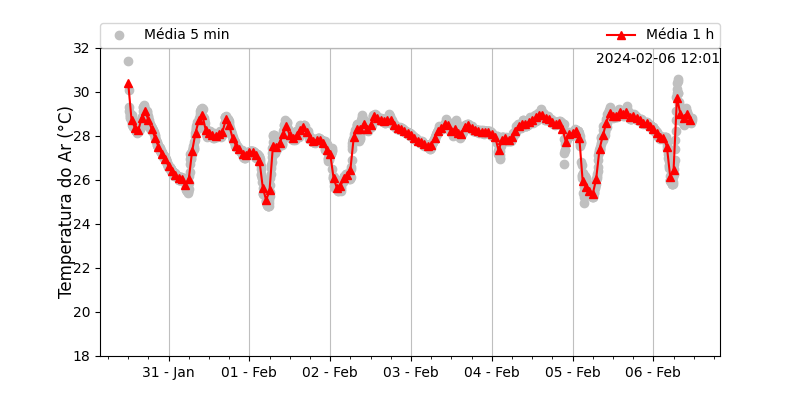 Média 5 min
Média 1 h
2024-02-06 12:01
Temperatura do Ar (°C)
32
30
28
26
24
22
20
18
31 - Jan
01 - Feb
02 - Feb
03 - Feb
04 - Feb
05 - Feb
06 - Feb